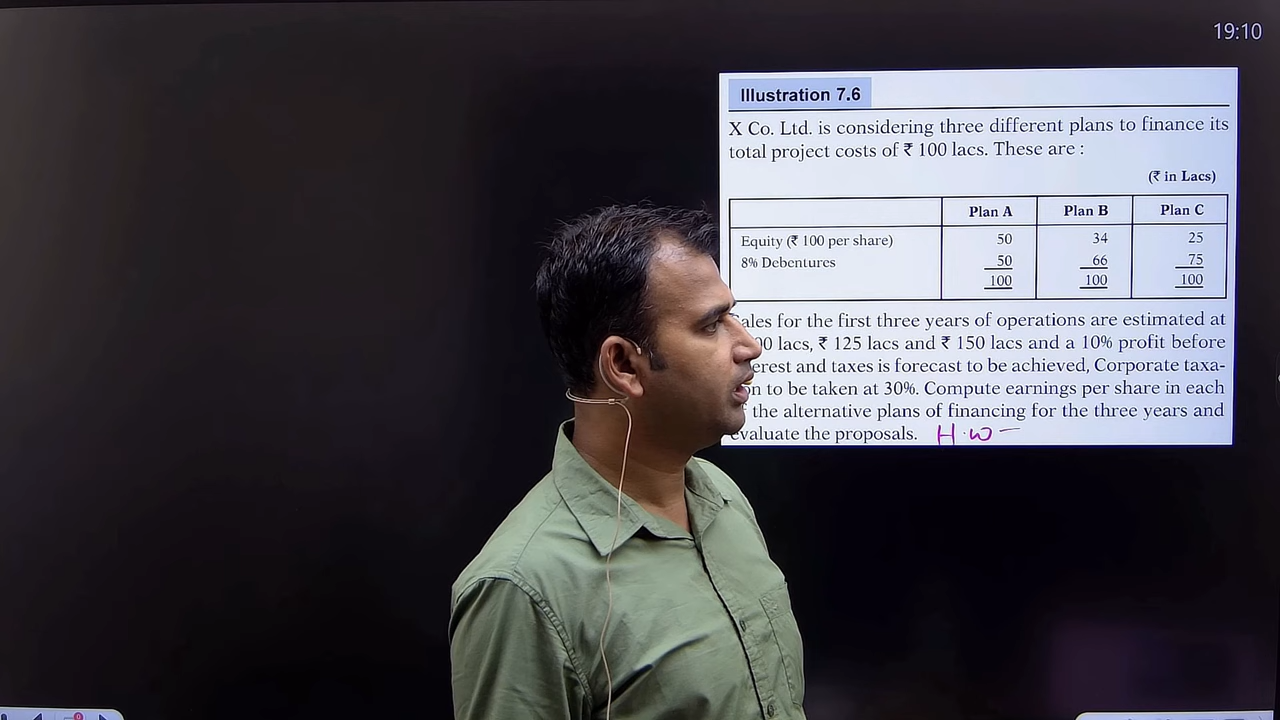 19:10
Illustration 7.6
X Co. Ltd. is considering three different plans to finance its
total project costs of ₹ 100 lacs. These are :
(₹ in Lacs)
Plan A Plan B Plan C
Equity (₹ 100 per share) 50 34 25
8% Debentures 50 66 75
100 100 100
for the first three years of operations are estimated at
lacs, ₹ 125 lacs and ₹ 150 lacs and a 10% profit before
and taxes is forecast to be achieved, Corporate taxa-
to be taken at 30%. Compute earnings per share in each
the alternative plans of financing for the three years and
evaluate the proposals. H.W -